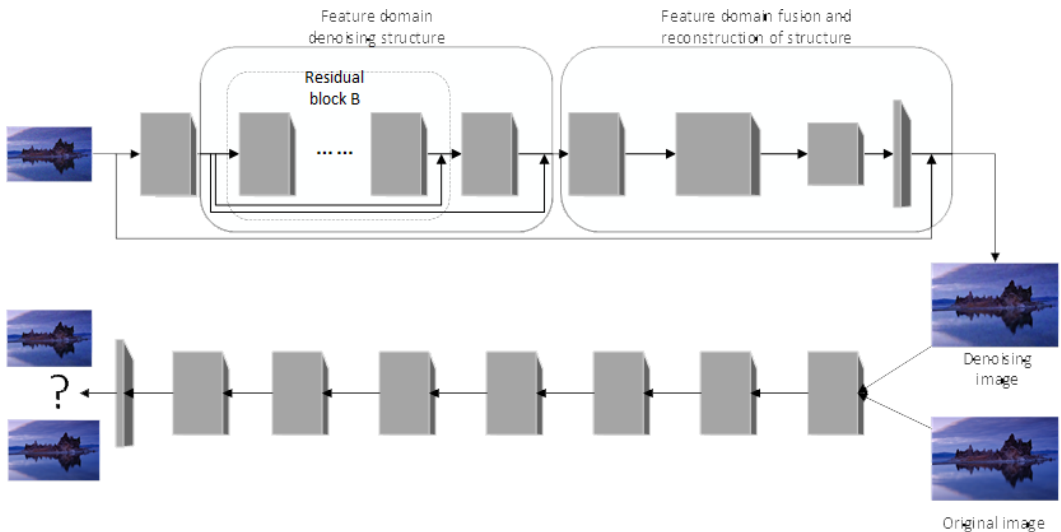 Feature domain
denoising structure
Feature domain fusion and
reconstruction of structure
Residual
block B
... ...
Denoising
image
?
Original image